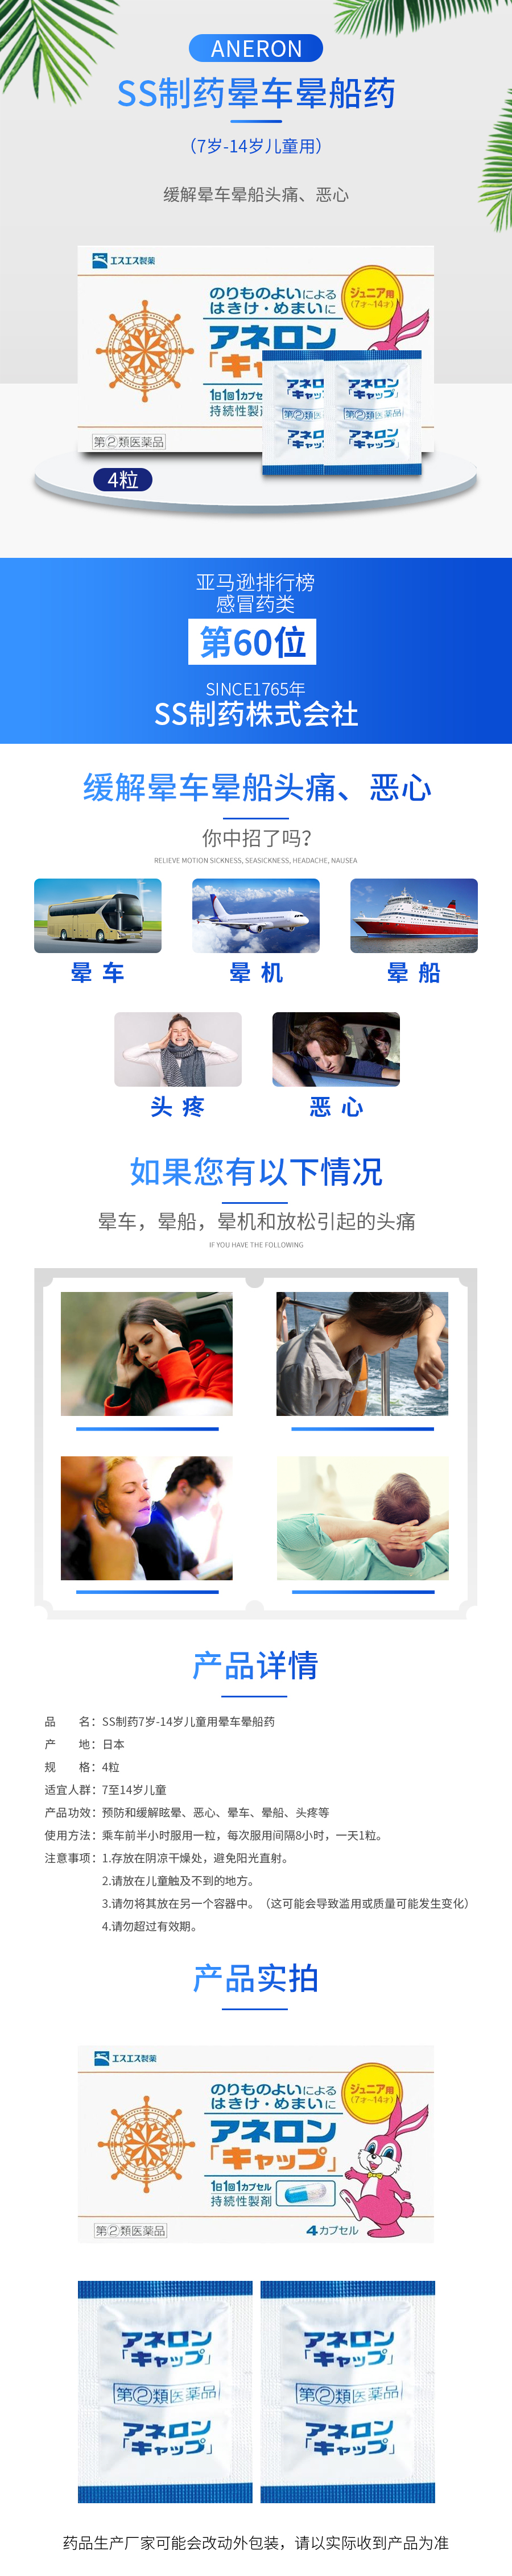 ANERON
SS制药晕车晕船药
（7岁-14岁儿童用）
缓解晕车晕船头痛、恶心
エスエス製薬
のりものよいによる
はきけ・めまいに
ジュニア用
(7才~14才)
アネロン
「キャ
1日1回1カプセ
持続性製
指②類医薬品
アネロ
キャッ
指②類医
アネロ
キャッ
アネロン
キャップ」
指②類医薬品
アネロン
キャップ」
4粒
亚马逊排行榜
感冒药类
第60位
SINCE1765年
SS制药株式会社
缓解晕车晕船头痛、恶心
你中招了吗？
RELIEVE MOTION SICKNESS, SEASICKNESS, HEADACHE, NAUSEA
晕 车
晕 机
晕 船
头 疼
恶 心
如果您有以下情况
晕车，晕船，晕机和放松引起的头痛
IF YOU HAVE THE FOLLOWING
产品详情
品 名：SS制药7岁-14岁儿童用晕车晕船药
产 地：日本
规 格：4粒
适宜人群：7至14岁儿童
产品功效：预防和缓解眩晕、恶心、晕车、晕船、头疼等
使用方法：乘车前半小时服用一粒，每次服用间隔8小时，一天1粒。
注意事项：1.存放在阴凉干燥处，避免阳光直射。
2.请放在儿童触及不到的地方。
3.请勿将其放在另一个容器中。（这可能会导致滥用或质量可能发生变化）
4.请勿超过有效期。
产品实拍
エスエス製薬
のりものよいによる
はきけ・めまいに
ジュニア用
(7才~14才)
アネロン
「キャップ」
1日1回1カプセル
持続性製剤
指②類医薬品
4カプセル
アネロン
「キャップ」
第②類医薬品
アネロン
「キャップ」
アネロン
「キャップ」
第②類医薬品
アネロン
「キャップ」
药品生产厂家可能会改动外包装，请以实际收到产品为准